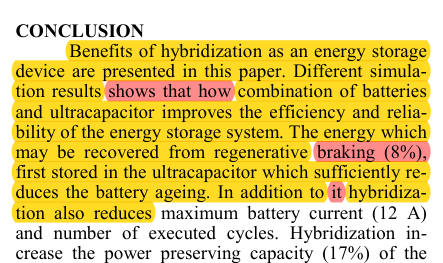 CONCLUSION
Benefits of hybridization as an energy storage
device are presented in this paper. Different simula-
tion results shows that how combination of batteries
and ultracapacitor improves the efficiency and relia-
bility of the energy storage system. The energy which
may be recovered from regenerative braking (8%),
first stored in the ultracapacitor which sufficiently re-
duces the battery ageing. In addition to it hybridiza-
tion also reduces maximum battery current (12 A)
and number of executed cycles. Hybridization in-
crease the power preserving capacity (17%) of the